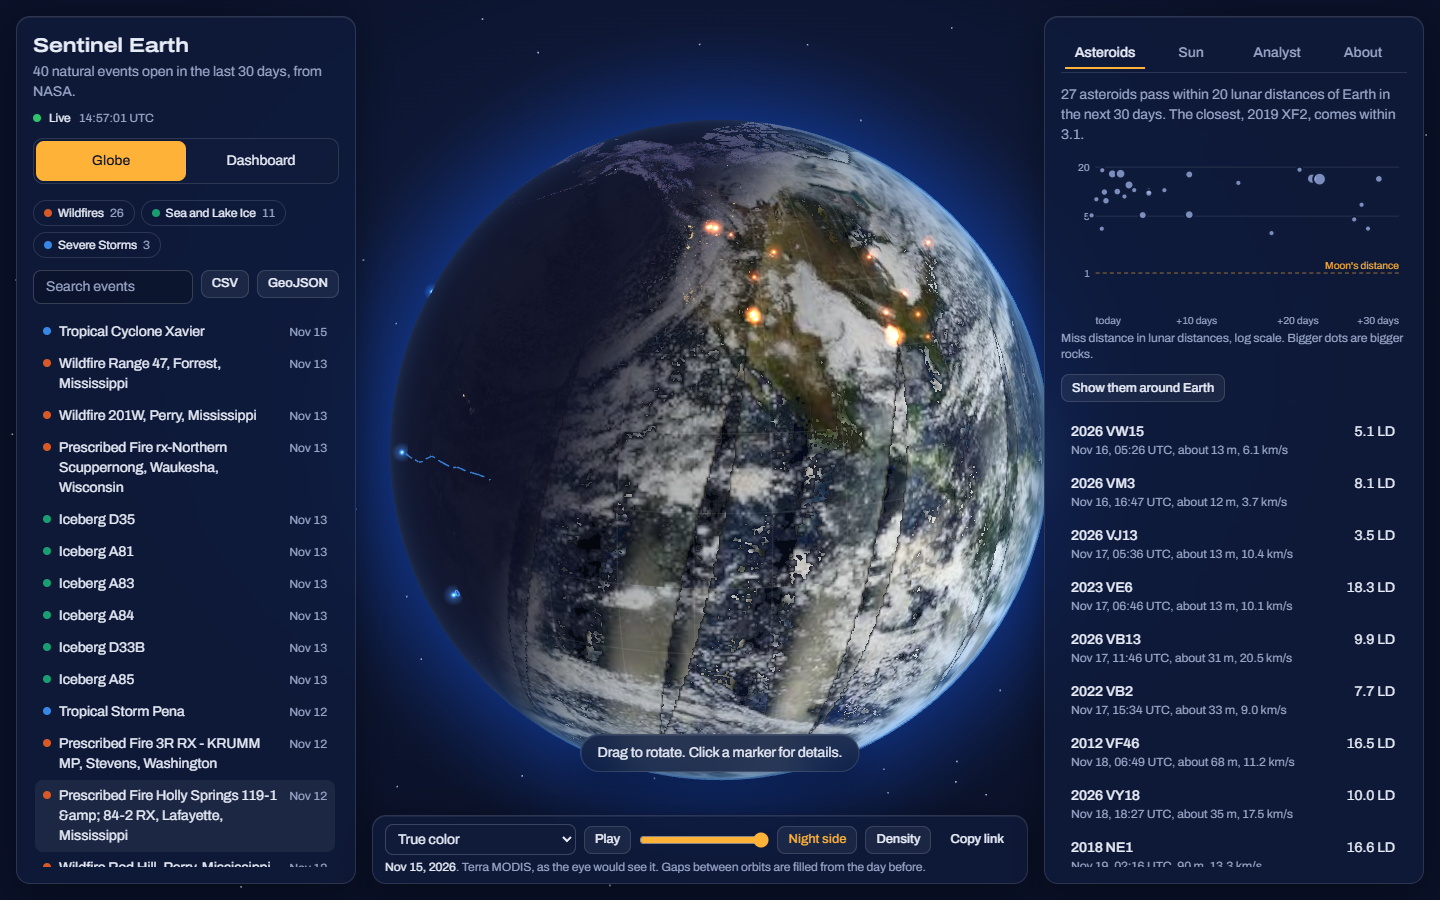 Sentinel Earth
40 natural events open in the last 30 days, from
NASA.
Live 14:57:01 UTC
Globe
Dashboard
Wildfires 26
Sea and Lake Ice 11
Severe Storms 3
Search events
CSV
GeoJSON
Tropical Cyclone Xavier Nov 15
Wildfire Range 47, Forrest, Nov 13
Mississippi
Wildfire 201W, Perry, Mississippi Nov 13
Prescribed Fire rx-Northern Nov 13
Scuppernong, Waukesha,
Wisconsin
Iceberg D35 Nov 13
Iceberg A81 Nov 13
Iceberg A83 Nov 13
Iceberg A84 Nov 13
Iceberg D33B Nov 13
Iceberg A85 Nov 13
Tropical Storm Pena Nov 12
Prescribed Fire 3R RX - KRUMM Nov 12
MP, Stevens, Washington
Prescribed Fire Holly Springs 119-1 Nov 12
&amp; 84-2 RX, Lafayette,
Mississippi
Wildfire Red Hill, Perry, Mississippi Nov 12
Drag to rotate. Click a marker for details.
True color
Play
Night side
Density
Copy link
Nov 15, 2026. Terra MODIS, as the eye would see it. Gaps between orbits are filled from the day before.
Asteroids
Sun
Analyst
About
27 asteroids pass within 20 lunar distances of Earth in
the next 30 days. The closest, 2019 XF2, comes within
3.1.
20
5
Moon's distance
1
today +10 days +20 days +30 days
Miss distance in lunar distances, log scale. Bigger dots are bigger
rocks.
Show them around Earth
2026 VW15 5.1 LD
Nov 16, 05:26 UTC, about 13 m, 6.1 km/s
2026 VM3 8.1 LD
Nov 16, 16:47 UTC, about 12 m, 3.7 km/s
2026 VJ13 3.5 LD
Nov 17, 05:36 UTC, about 13 m, 10.4 km/s
2023 VE6 18.3 LD
Nov 17, 06:46 UTC, about 13 m, 10.1 km/s
2026 VB13 9.9 LD
Nov 17, 11:46 UTC, about 31 m, 20.5 km/s
2022 VB2 7.7 LD
Nov 17, 15:34 UTC, about 33 m, 9.0 km/s
2012 VF46 16.5 LD
Nov 18, 06:49 UTC, about 68 m, 11.2 km/s
2026 VY18 10.0 LD
Nov 18, 18:27 UTC, about 35 m, 17.5 km/s
2018 NE1 16.6 LD
Nov 19, 02:16 UTC, 90 m, 13.3 km/s